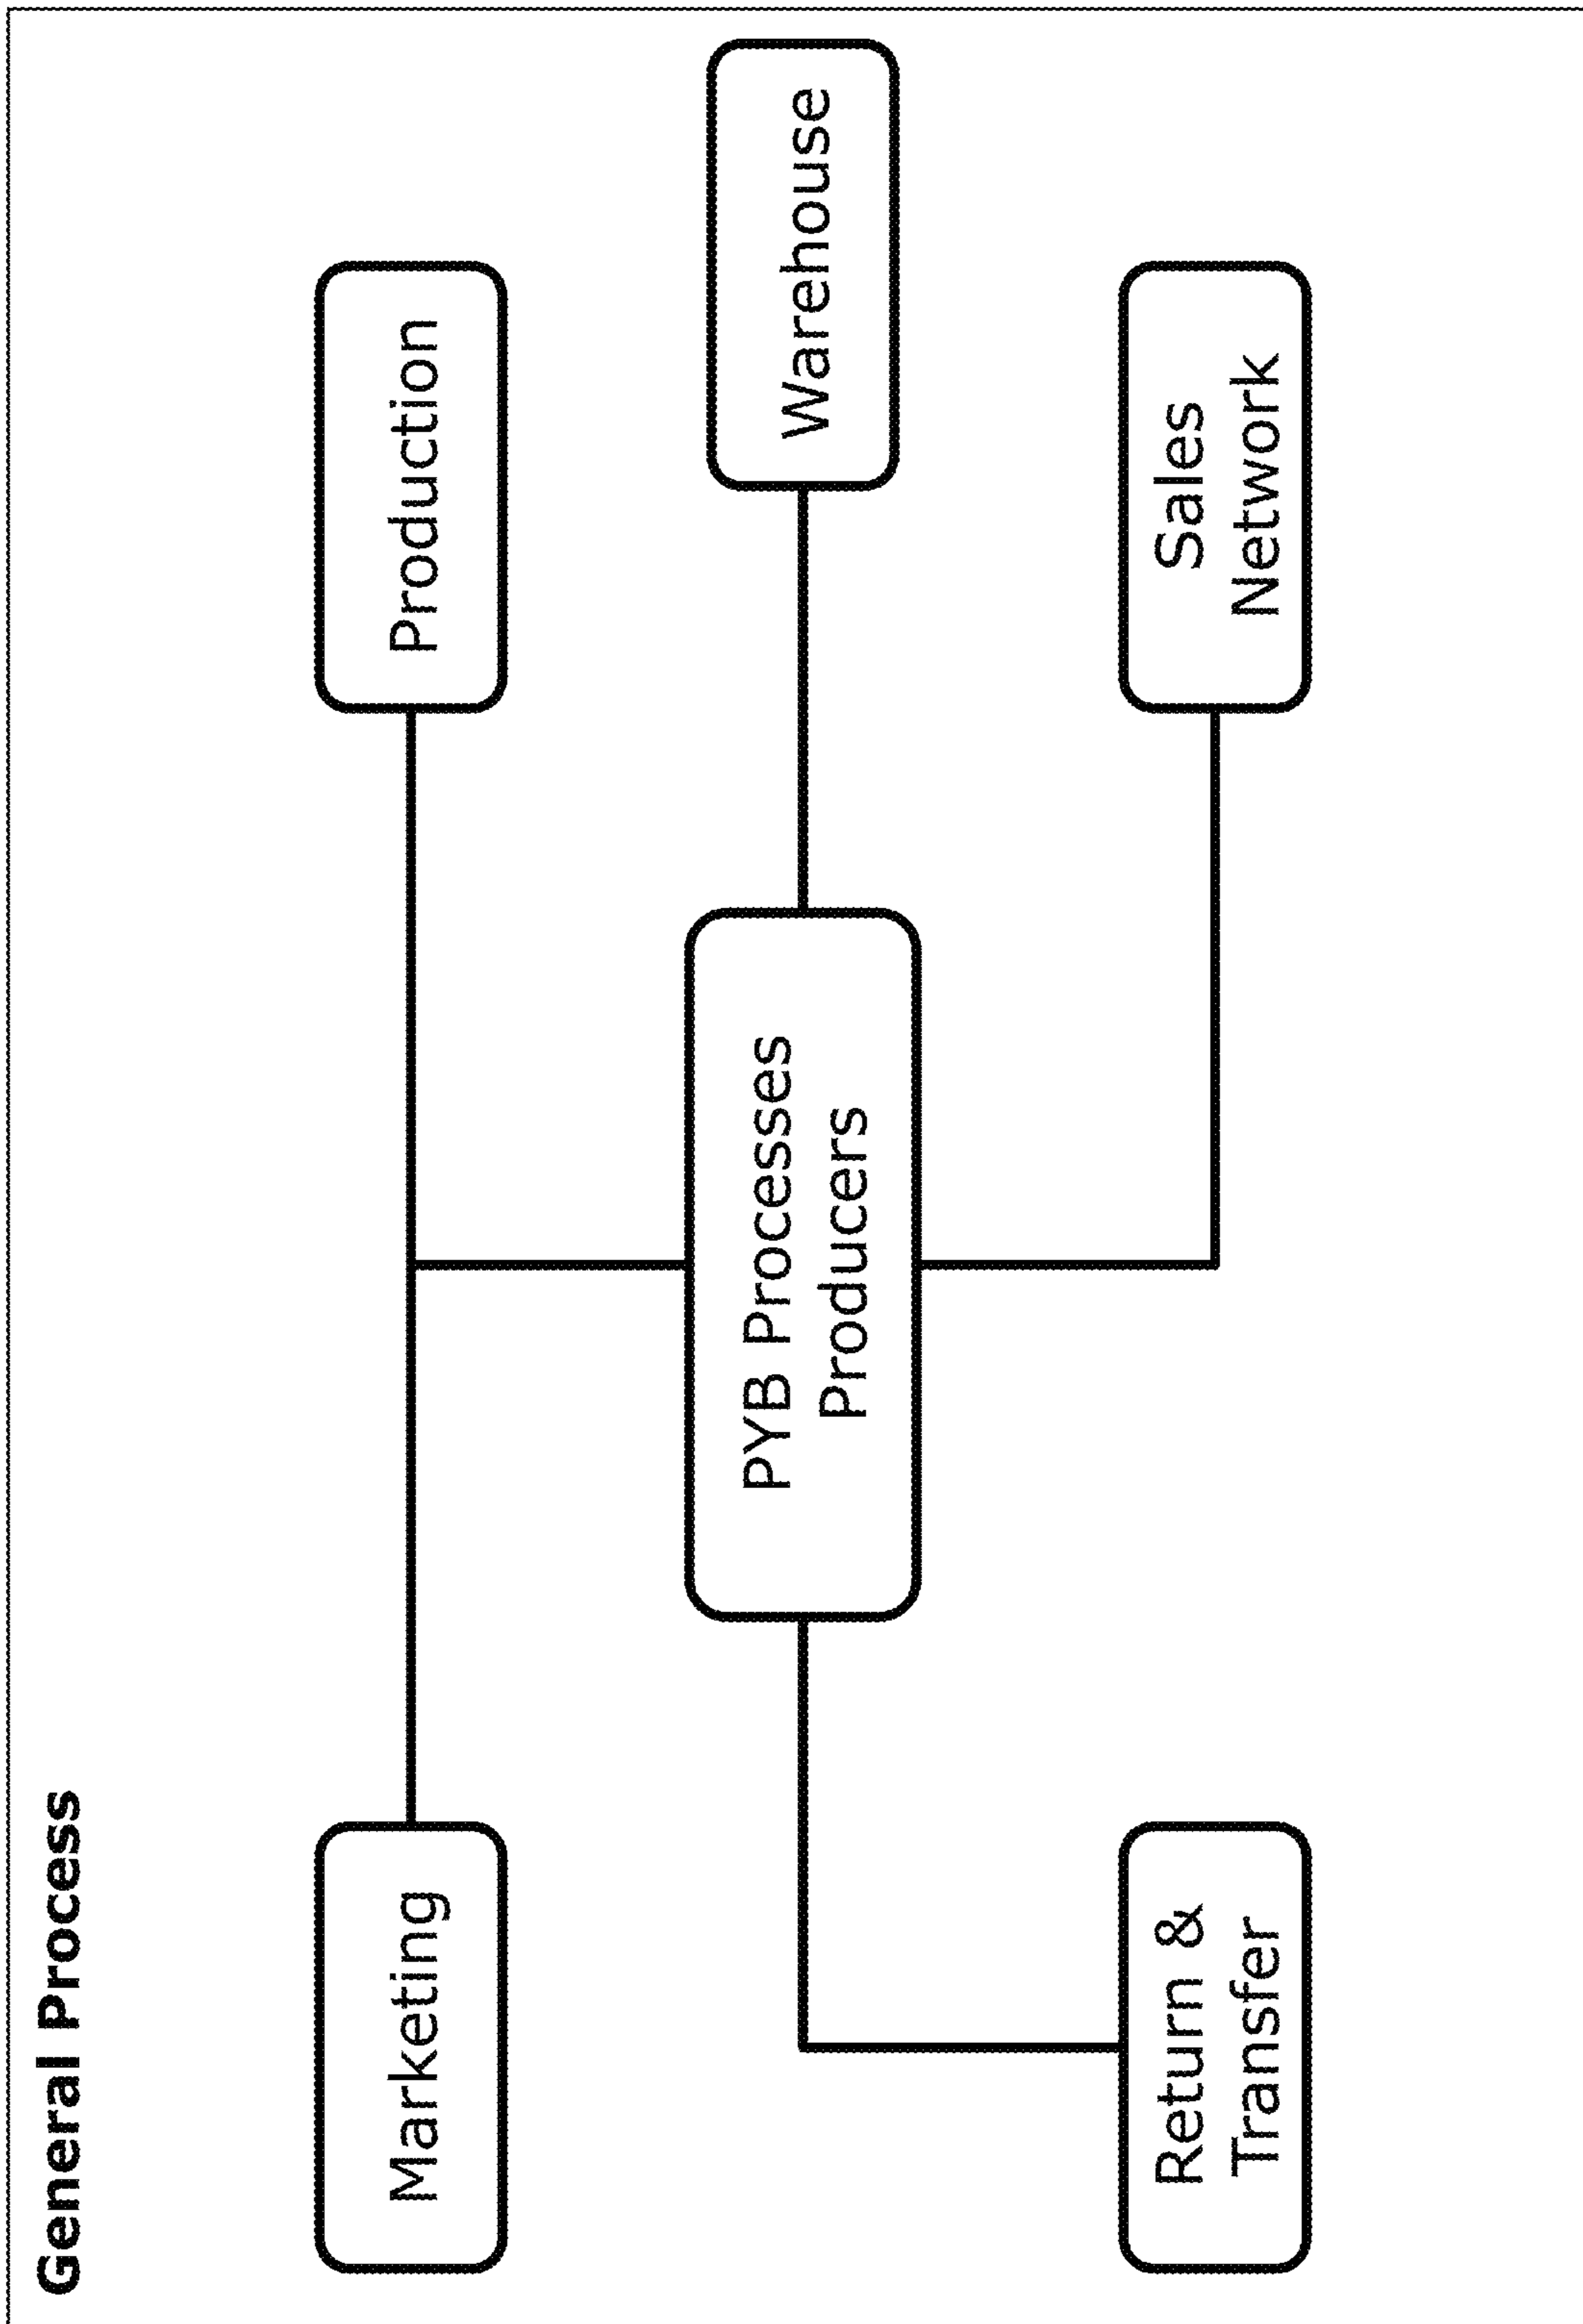 General Process
Marketing
Production
PYB Processes
Producers
Warehouse
Return &
Transfer
Sales
Network